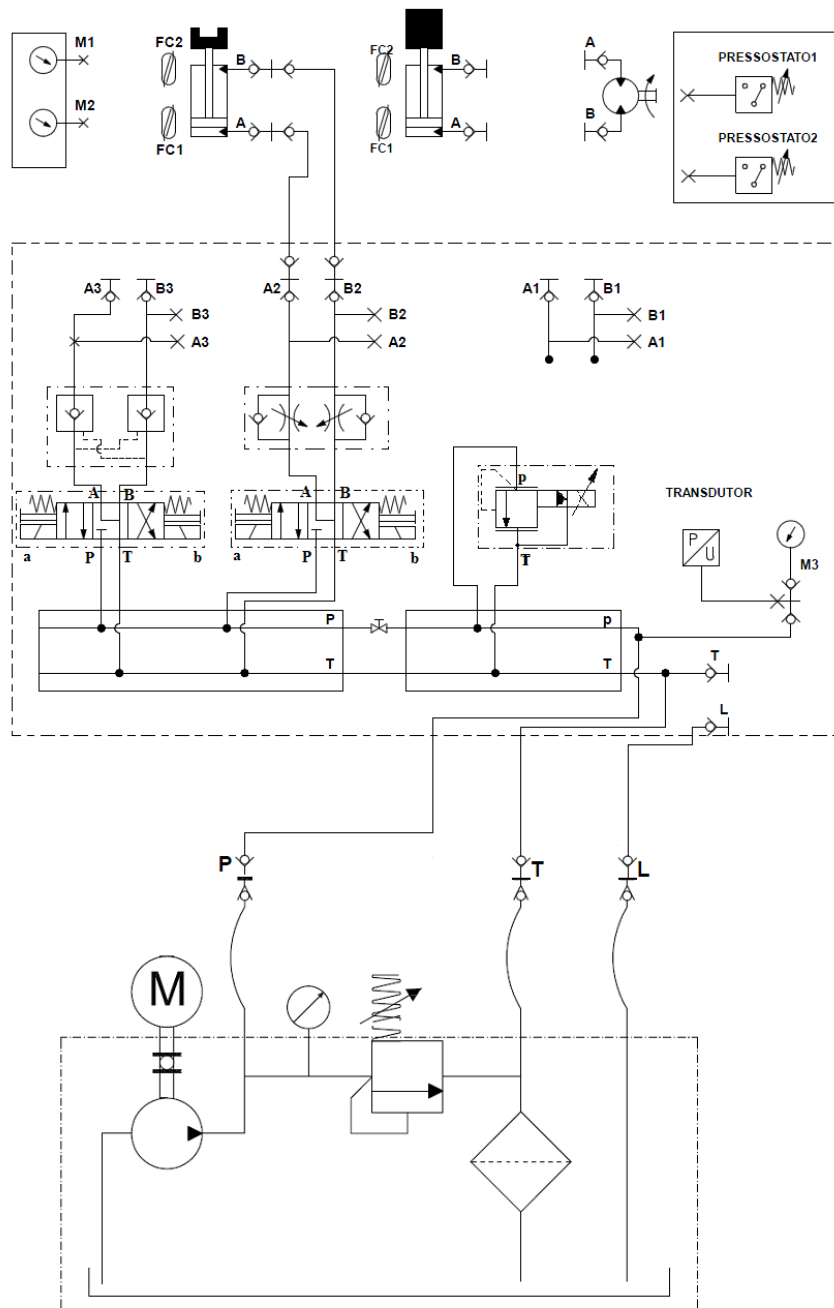 M1
M2
FC2
B
A
FC1
FC2
B
A
FC1
A
B
PRESSOSTATO1
PRESSOSTATO2
A3
B3
B3
A3
A2
B2
B2
A2
A1
B1
B1
A1
A B
a P T b
A B
a P T b
p
T
TRANSDUTOR
P
U
M3
P
T
p
T
T
L
P
T
L
M